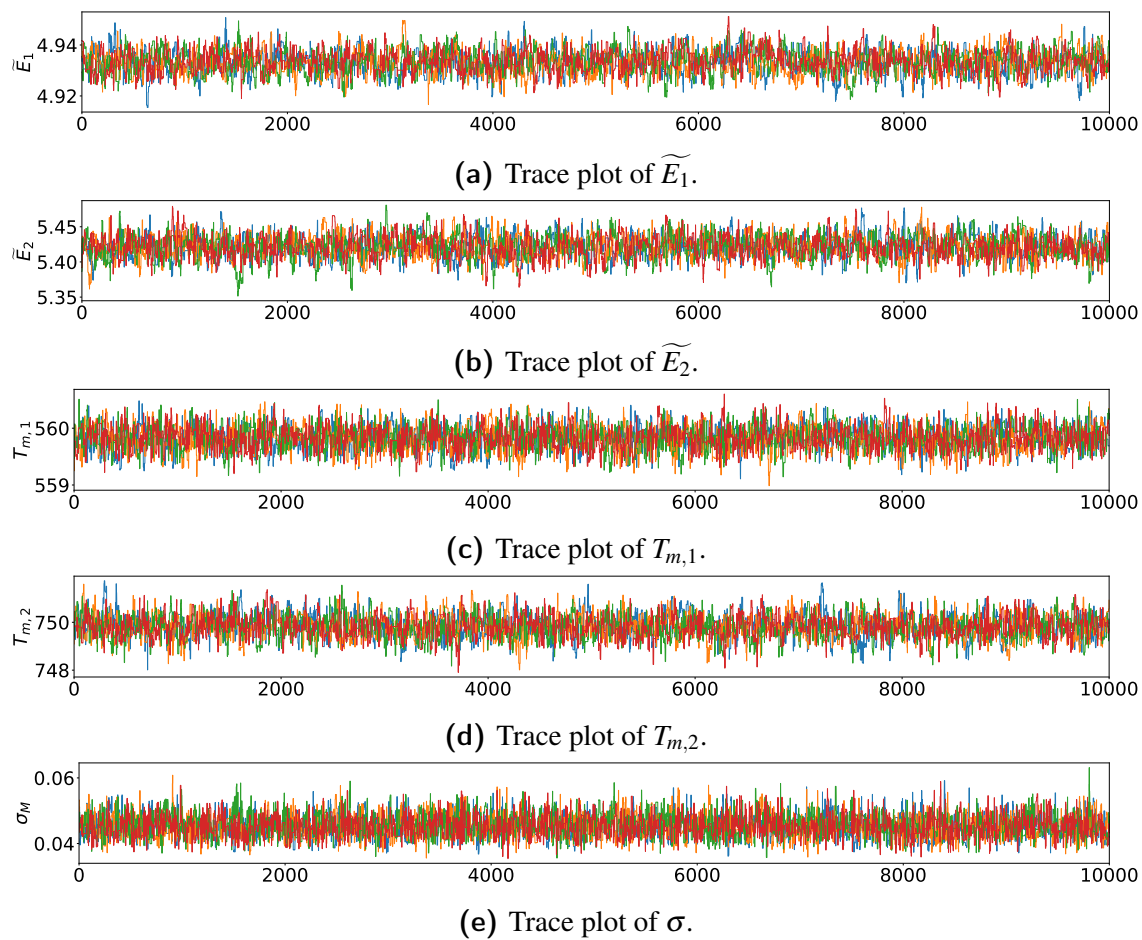 4.94
4.92
Ẽ₁
0 2000 4000 6000 8000 10000
(a) Trace plot of Ẽ₁.
5.45
5.40
5.35
Ẽ₂
0 2000 4000 6000 8000 10000
(b) Trace plot of Ẽ₂.
560
559
Tₘ,₁
0 2000 4000 6000 8000 10000
(c) Trace plot of Tₘ,₁.
750
748
Tₘ,₂
0 2000 4000 6000 8000 10000
(d) Trace plot of Tₘ,₂.
0.06
0.04
σ_M
0 2000 4000 6000 8000 10000
(e) Trace plot of σ.